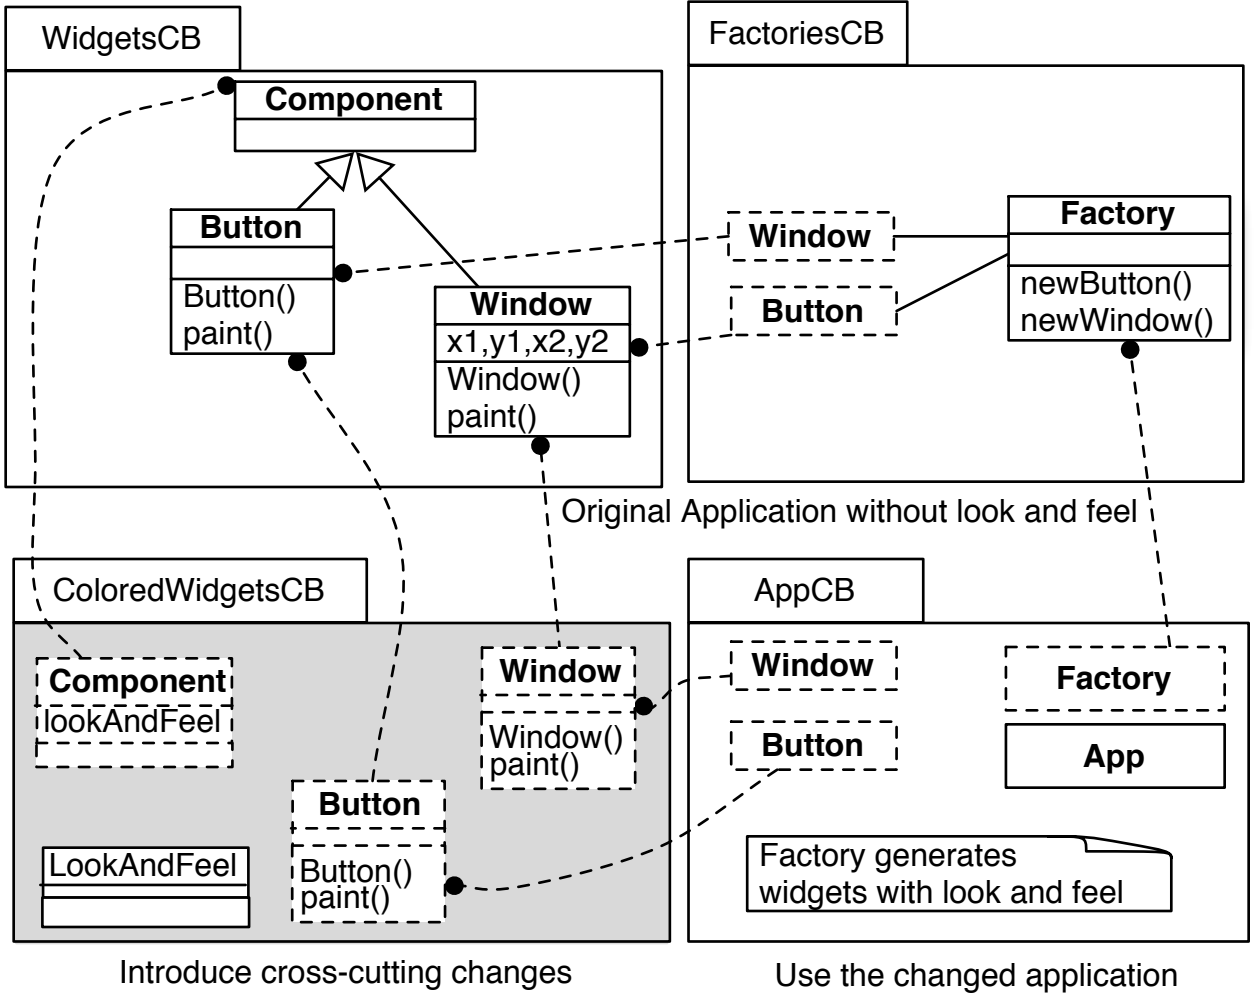 WidgetsCB
Component
Button
Button()
paint()
Window
x1,y1,x2,y2
Window()
paint()
FactoriesCB
Window
Button
Factory
newButton()
newWindow()
Original Application without look and feel
ColoredWidgetsCB
Component
lookAndFeel
Window
Window()
paint()
Button
Button()
paint()
LookAndFeel
Introduce cross-cutting changes
AppCB
Window
Button
Factory
App
Factory generates
widgets with look and feel
Use the changed application